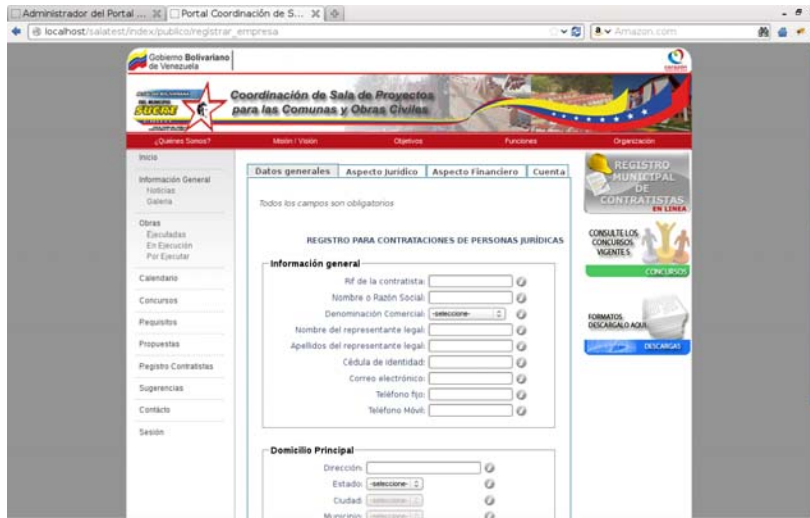 Administrador del Portal ...
Portal Coordinación de S...
localhost/salatest/index/publico/registrar_empresa
Amazon.com
Gobierno Bolivariano
de Venezuela
SUCRE
Coordinación de Sala de Proyectos
para las Comunas y Obras Civiles
¿Quiénes Somos?
Misión / Visión
Objetivos
Funciones
Organización
Inicio
Información General
Noticias
Galeria
Obras
Ejecutadas
En Ejecución
Por Ejecutar
Calendario
Concursos
Requisitos
Propuestas
Registro Contratistas
Sugerencias
Contácto
Sesión
Datos generales
Aspecto Jurídico
Aspecto Financiero
Cuenta
Todos los campos son obligatorios
REGISTRO PARA CONTRATACIONES DE PERSONAS JURÍDICAS
Información general
Rif de la contratista:
Nombre o Razón Social:
Denominación Comercial: -seleccione-
Nombre del representante legal:
Apellidos del representante legal:
Cédula de identidad:
Correo electrónico:
Teléfono fijo:
Teléfono Móvil:
Domicilio Principal
Dirección:
Estado: -seleccione-
Ciudad: -seleccione-
Municipio: -seleccione-
REGISTRO
MUNICIPAL
DE
CONTRATISTAS
EN LINEA
CONSULTE LOS
CONCURSOS
VIGENTES
CONCURSOS
FORMATOS
DESCARGALO AQUI
DESCARGAS